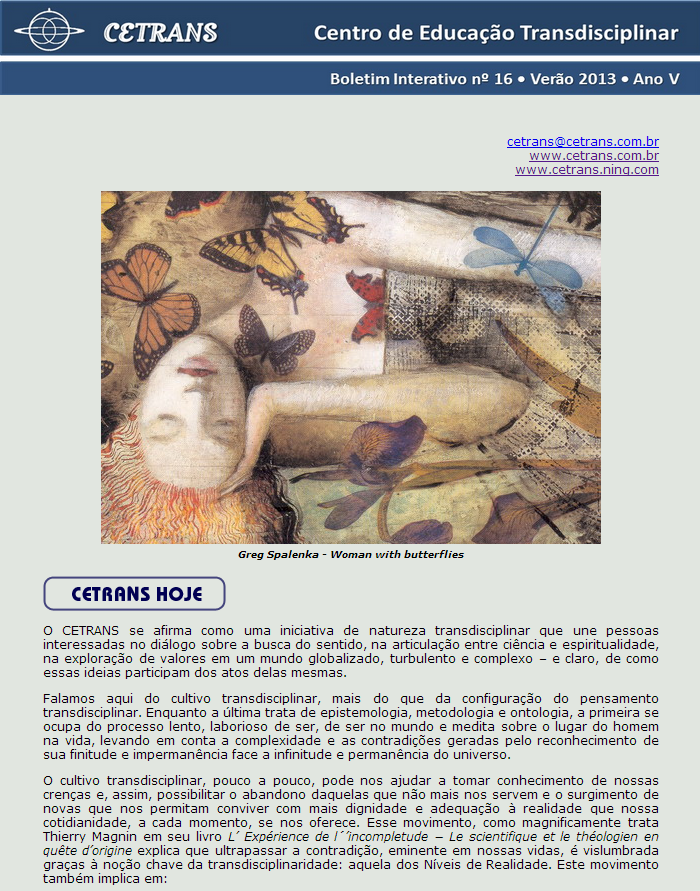 CETRANS
Centro de Educação Transdisciplinar
Boletim Interativo nº 16 • Verão 2013 • Ano V
cetrans@cetrans.com.br
www.cetrans.com.br
www.cetrans.ning.com
Greg Spalenka - Woman with butterflies
CETRANS HOJE
O CETRANS se afirma como uma iniciativa de natureza transdisciplinar que une pessoas
interessadas no diálogo sobre a busca do sentido, na articulação entre ciência e espiritualidade,
na exploração de valores em um mundo globalizado, turbulento e complexo – e claro, de como
essas ideias participam dos atos delas mesmas.
Falamos aqui do cultivo transdisciplinar, mais do que da configuração do pensamento
transdisciplinar. Enquanto a última trata de epistemologia, metodologia e ontologia, a primeira se
ocupa do processo lento, laborioso de ser, de ser no mundo e medita sobre o lugar do homem
na vida, levando em conta a complexidade e as contradições geradas pelo reconhecimento de
sua finitude e impermanência face a infinitude e permanência do universo.
O cultivo transdisciplinar, pouco a pouco, pode nos ajudar a tomar conhecimento de nossas
crenças e, assim, possibilitar o abandono daquelas que não mais nos servem e o surgimento de
novas que nos permitam conviver com mais dignidade e adequação à realidade que nossa
cotidianidade, a cada momento, se nos oferece. Esse movimento, como magnificamente trata
Thierry Magnin em seu livro L´ Expérience de l´´incompletude – Le scientifique et le théologien en
quête d'origine explica que ultrapassar a contradição, eminente em nossas vidas, é vislumbrada
graças à noção chave da transdisciplinaridade: aquela dos Níveis de Realidade. Este movimento
também implica em: